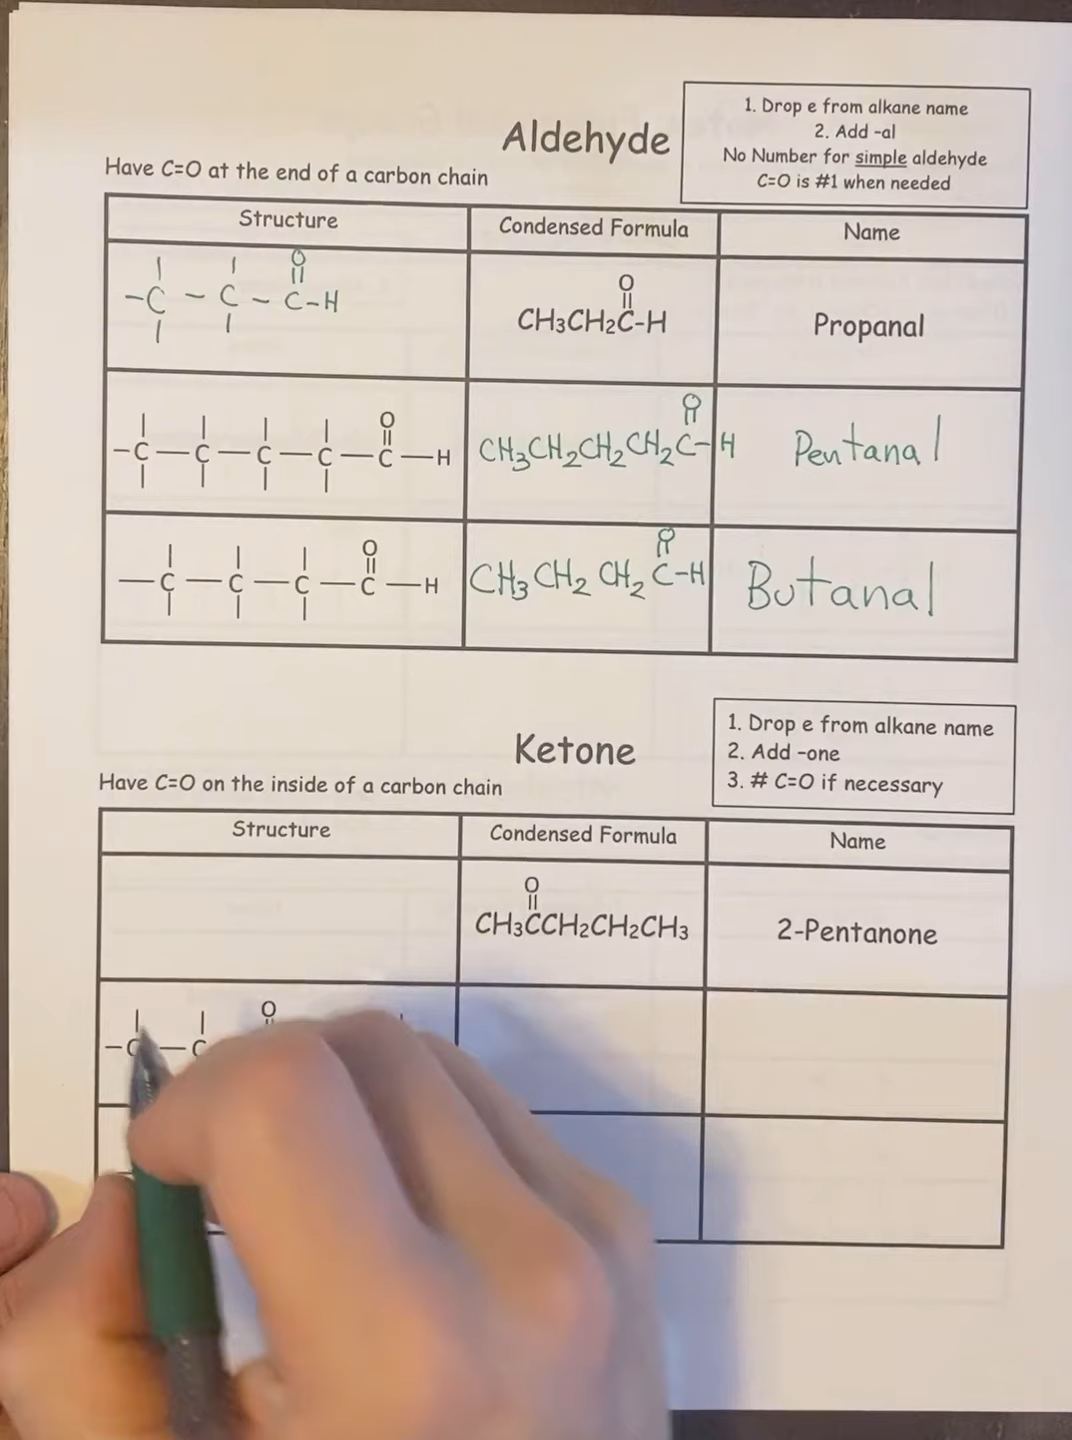 1. Drop e from alkane name
2. Add -al
No Number for simple aldehyde
C=O is #1 when needed
Aldehyde
Have C=O at the end of a carbon chain
Structure
Condensed Formula
Name
O
-C - C - C-H
O
CH3CH2C-H
Propanal
O
-C-C-C-C-C-H
O
CH3CH2CH2CH2C-H
Pentanal
O
-C-C-C-C-H
O
CH3CH2CH2C-H
Butanal
1. Drop e from alkane name
2. Add -one
3. # C=O if necessary
Ketone
Have C=O on the inside of a carbon chain
Structure
Condensed Formula
Name
O
CH3CCH2CH2CH3
2-Pentanone
O
-C-C